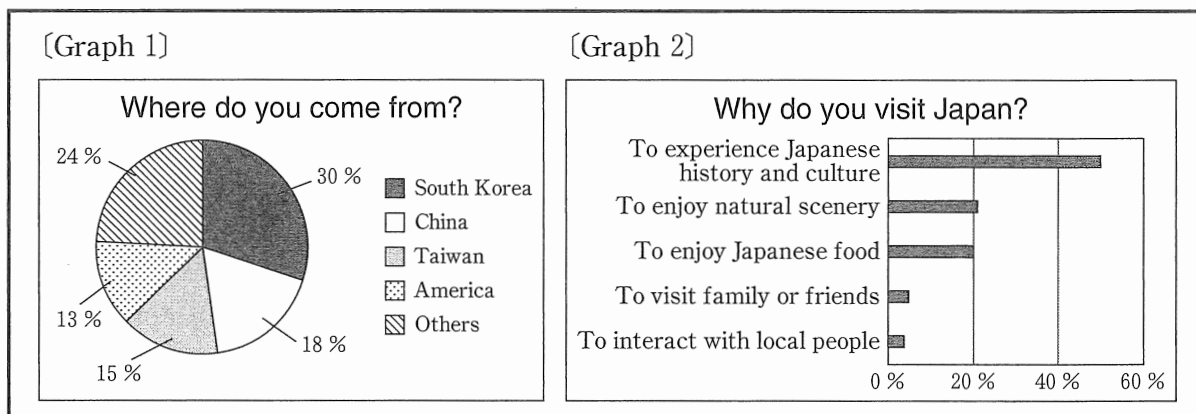 〔Graph 1〕
Where do you come from?
24 %
30 %
13 %
15 %
18 %
South Korea
China
Taiwan
America
Others
〔Graph 2〕
Why do you visit Japan?
To experience Japanese
history and culture
To enjoy natural scenery
To enjoy Japanese food
To visit family or friends
To interact with local people
0 % 20 % 40 % 60 %